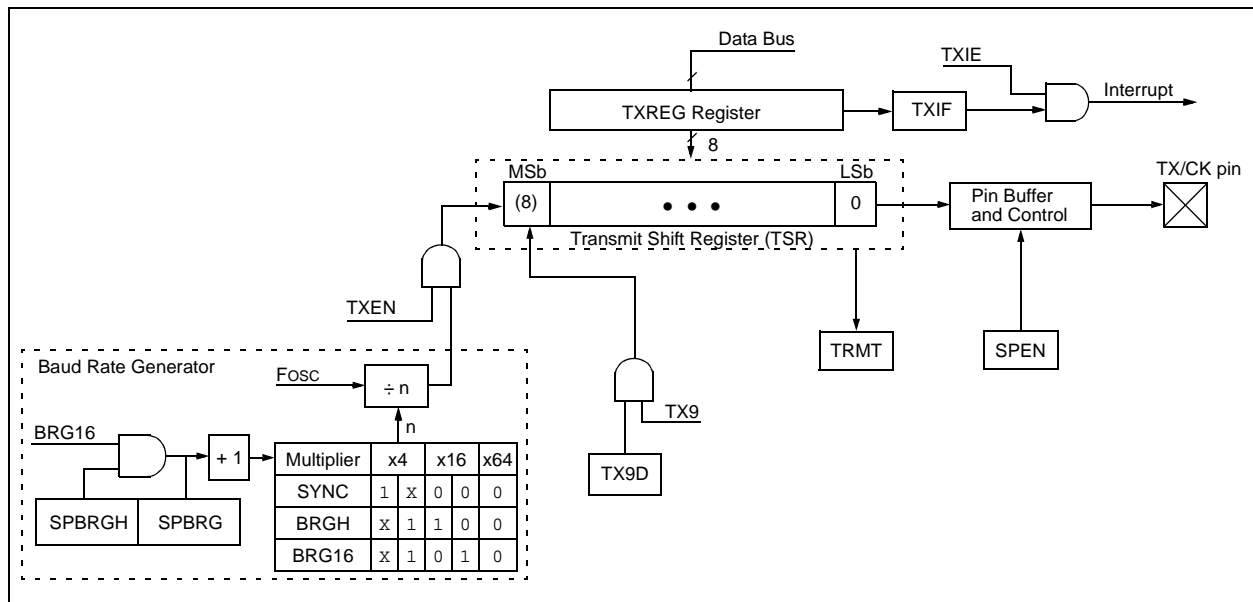 Data Bus
TXIE
Interrupt
TXREG Register
TXIF
8
MSb
LSb
TX/CK pin
(8)
• • •
0
Pin Buffer
and Control
Transmit Shift Register (TSR)
TXEN
TRMT
SPEN
Baud Rate Generator
FOSC
÷ n
n
TX9
TX9D
BRG16
+ 1
SPBRGH SPBRG
Multiplier x4 x16 x64
SYNC 1 X 0 0 0
BRGH X 1 1 0 0
BRG16 X 1 0 1 0